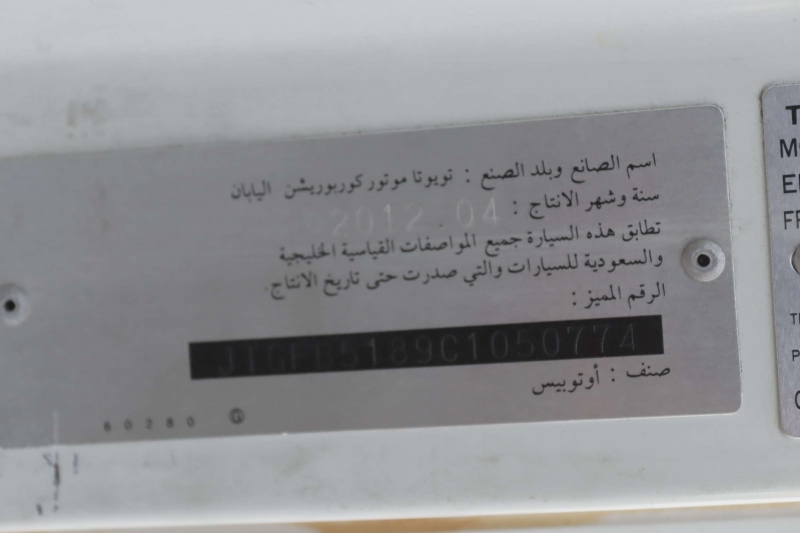 اسم الصانع وبلد الصنع : تويوتا موتور كوربوريشن اليابان
سنة وشهر الانتاج : 2012.04
تطابق هذه السيارة جميع المواصفات القياسية الخليجية
والسعودية للسيارات والتي صدرت حتى تاريخ الانتاج.
الرقم المميز :
JTGFB5189C1050774
صنف : أوتوبيس
60280 G